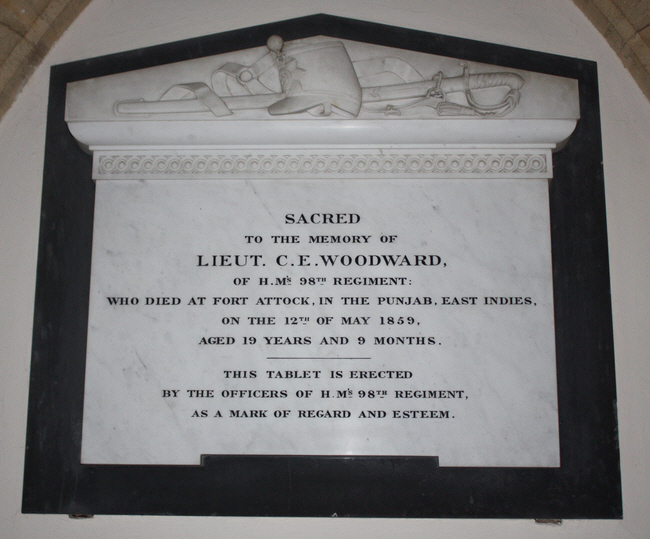 SACRED
TO THE MEMORY OF
LIEUT. C.E. WOODWARD,
OF H.M's 98TH REGIMENT:
WHO DIED AT FORT ATTOCK, IN THE PUNJAB, EAST INDIES,
ON THE 12TH OF MAY 1859,
AGED 19 YEARS AND 9 MONTHS.
THIS TABLET IS ERECTED
BY THE OFFICERS OF H.M's 98TH REGIMENT,
AS A MARK OF REGARD AND ESTEEM.